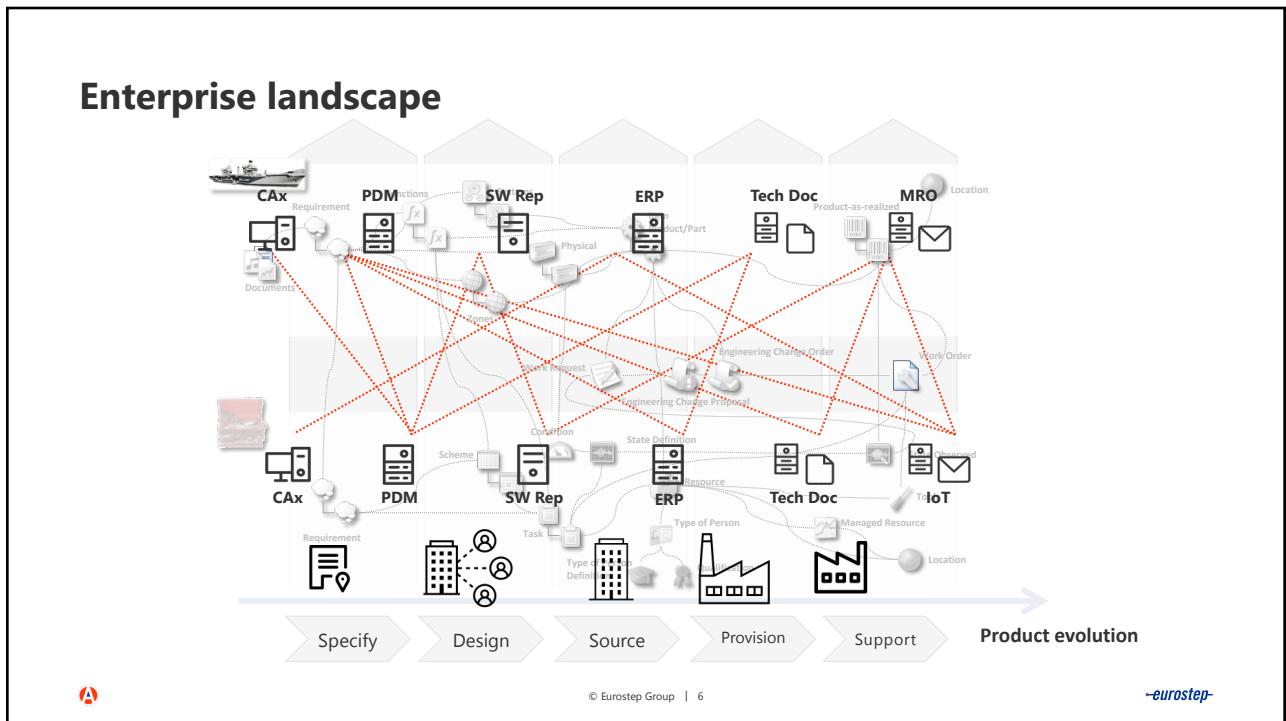 Enterprise landscape
CAx
PDM
SW Rep
ERP
Tech Doc
MRO
Location
Requirement
Product-as-realized
Physical
Documents
Zones
Engineering Change Order
Work Request
Work Order
Engineering Change Proposal
Condition
State Definition
Scheme
CAx
PDM
SW Rep
ERP
Tech Doc
IoT
Resource
Task
Type of Person
Managed Resource
Requirement
Definition
Location
Specify
Design
Source
Provision
Support
Product evolution
© Eurostep Group | 6
eurostep